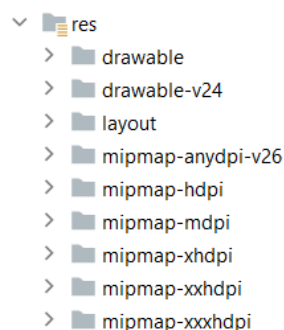 res
drawable
drawable-v24
layout
mipmap-anydpi-v26
mipmap-hdpi
mipmap-mdpi
mipmap-xhdpi
mipmap-xxhdpi
mipmap-xxxhdpi